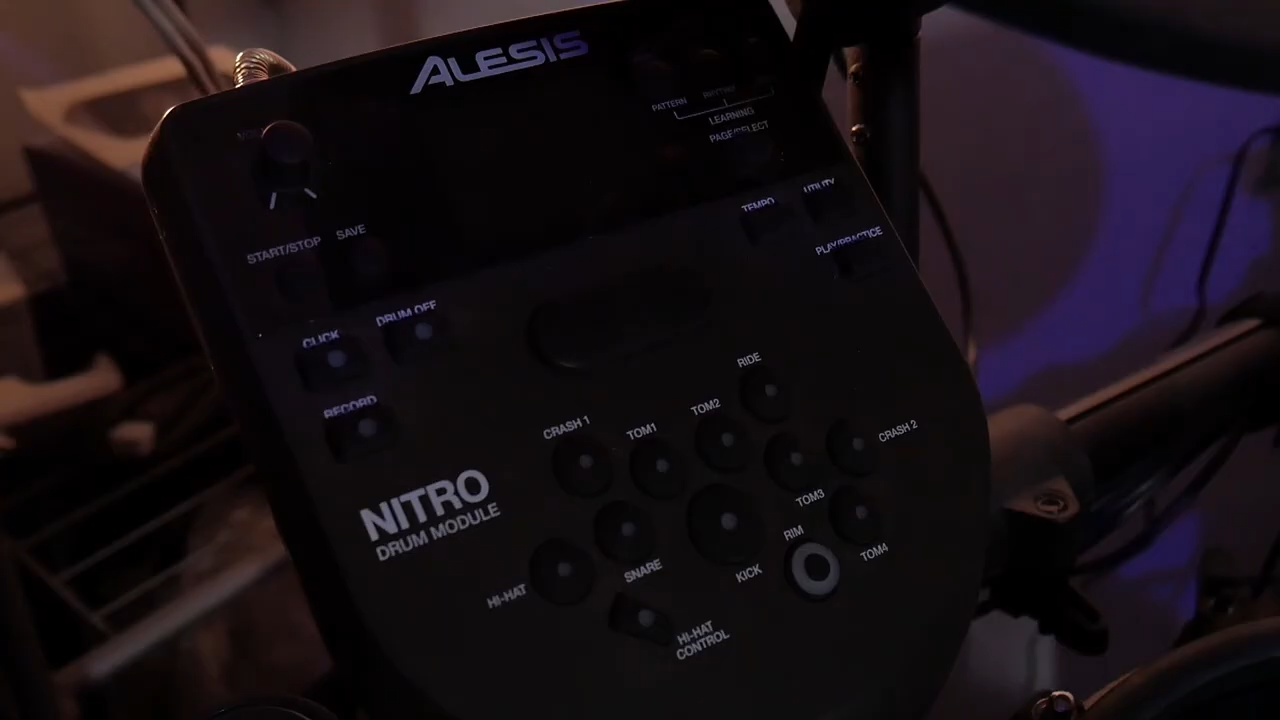 ALESIS
PATTERN
LEARNING
PAGE/SELECT
UTILITY
TEMPO
PLAY/PRACTICE
START/STOP
SAVE
DRUM OFF
CLICK
RECORD
RIDE
CRASH 1
TOM1
TOM2
CRASH 2
NITRO
DRUM MODULE
TOM3
RIM
TOM4
HI-HAT
SNARE
KICK
HI-HAT
CONTROL